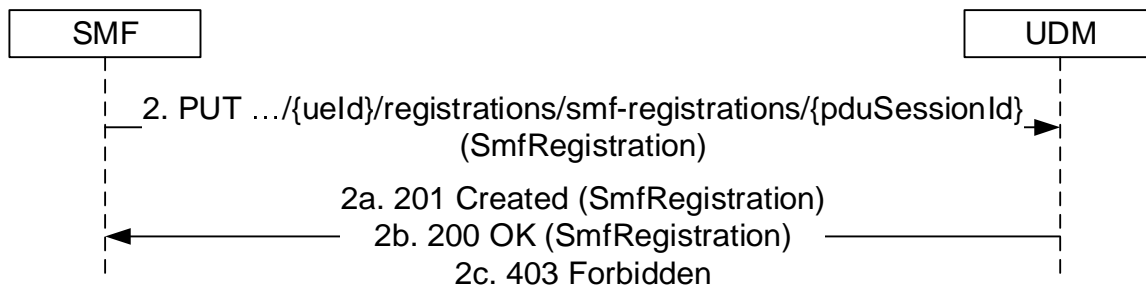 SMF
UDM
2. PUT …/{ueId}/registrations/smf-registrations/{pduSessionId}
(SmfRegistration)
2a. 201 Created (SmfRegistration)
2b. 200 OK (SmfRegistration)
2c. 403 Forbidden